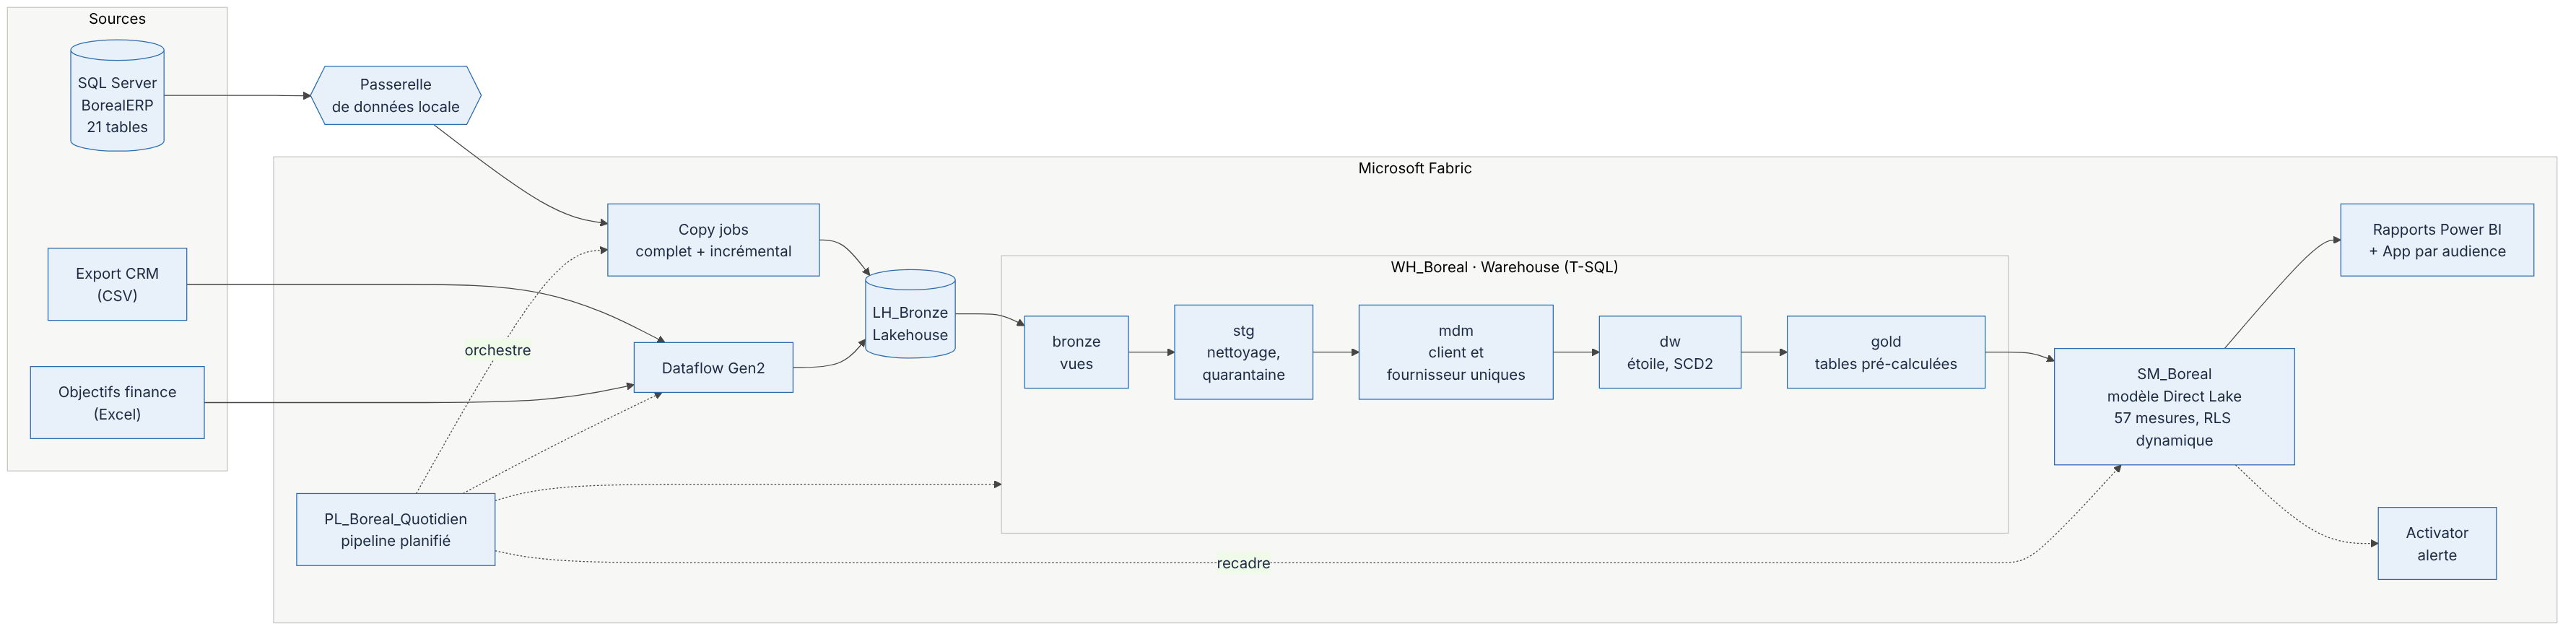 Sources
SQL Server
BorealERP
21 tables
Passerelle
de données locale
Export CRM
(CSV)
Objectifs finance
(Excel)
Microsoft Fabric
Copy jobs
complet + incrémental
orchestre
Dataflow Gen2
LH_Bronze
Lakehouse
PL_Boreal_Quotidien
pipeline planifié
WH_Boreal · Warehouse (T-SQL)
bronze
vues
stg
nettoyage,
quarantaine
mdm
client et
fournisseur uniques
dw
étoile, SCD2
gold
tables pré-calculées
recadre
SM_Boreal
modèle Direct Lake
57 mesures, RLS
dynamique
Rapports Power BI
+ App par audience
Activator
alerte